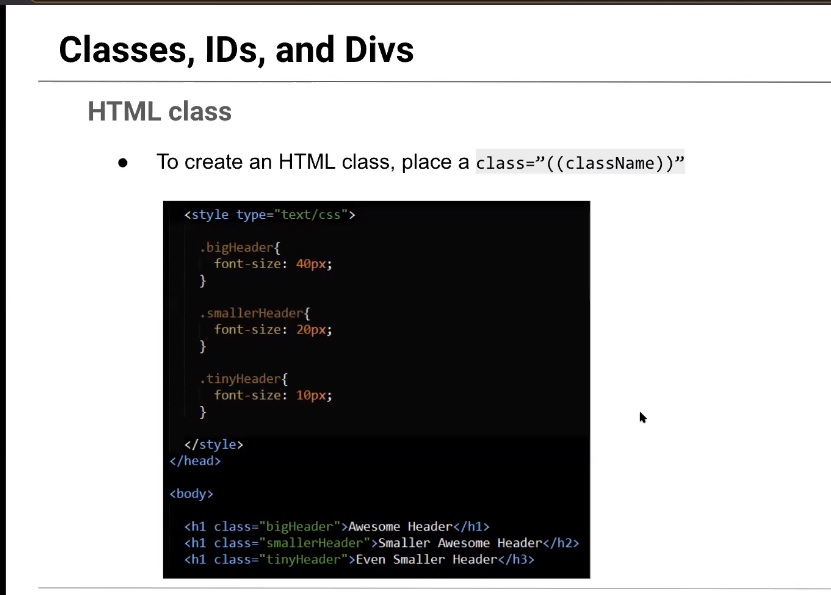 Classes, IDs, and Divs
HTML class
● To create an HTML class, place a class=”((className))”
<style type="text/css">
.bigHeader{
font-size: 40px;
}
.smallerHeader{
font-size: 20px;
}
.tinyHeader{
font-size: 10px;
}
</style>
</head>
<body>
<h1 class="bigHeader">Awesome Header</h1>
<h1 class="smallerHeader">Smaller Awesome Header</h2>
<h1 class="tinyHeader">Even Smaller Header</h3>